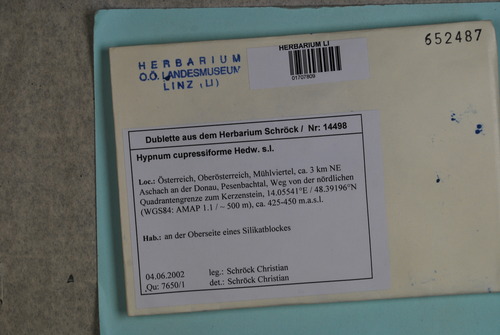 652487
HERBARIUM
O.Ö. LANDESMUSEUM
LINZ (LI)
HERBARIUM LI
01707809
Dublette aus dem Herbarium Schröck / Nr: 14498
Hypnum cupressiforme Hedw. s.l.
Loc.: Österreich, Oberösterreich, Mühlviertel, ca. 3 km NE
Aschach an der Donau, Pesenbachtal, Weg von der nördlichen
Quadrantengrenze zum Kerzenstein, 14.05541°E / 48.39196°N
(WGS84: AMAP 1.1 / ~ 500 m), ca. 425-450 m.a.s.l.
Hab.: an der Oberseite eines Silikatblockes
04.06.2002 leg.: Schröck Christian
Qu: 7650/1 det.: Schröck Christian